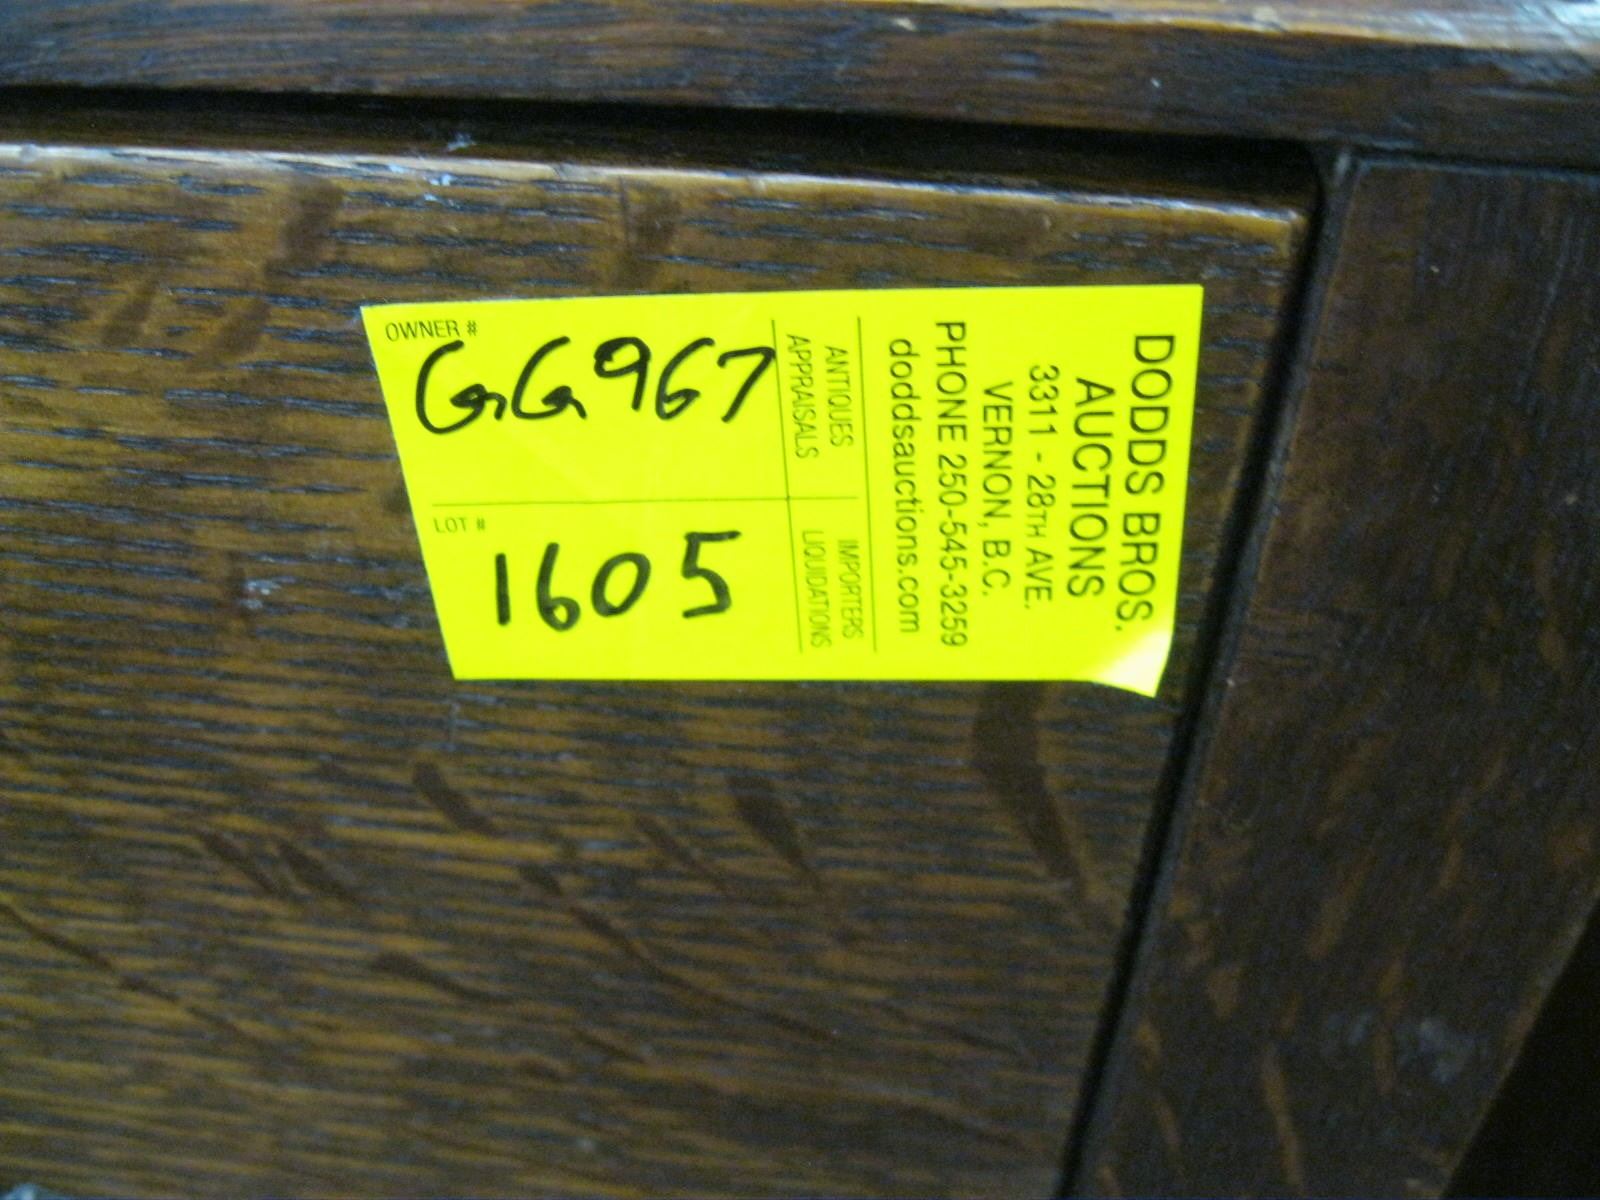 DODDS BROS.
AUCTIONS
3311 - 28TH AVE.
VERNON, B.C.
PHONE 250-545-3259
doddsauctions.com
ANTIQUES
APPRAISALS
IMPORTERS
LIQUIDATIONS
OWNER #
GG967
LOT #
1605